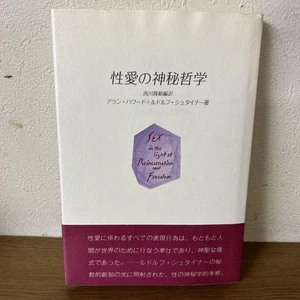 性愛の神秘哲学
西川隆範編訳
アラン・ハワード＋ルドルフ・シュタイナー著
SEX
in the
light of
Reincarnation
and
Freedom
性愛に係わるすべての表現行為は、もともと人
間が世界のために行なう奉仕であり、神聖な儀
式であった。――ルドルフ・シュタイナーの秘
教的叡知の光に照射された、性の神秘学的考察。